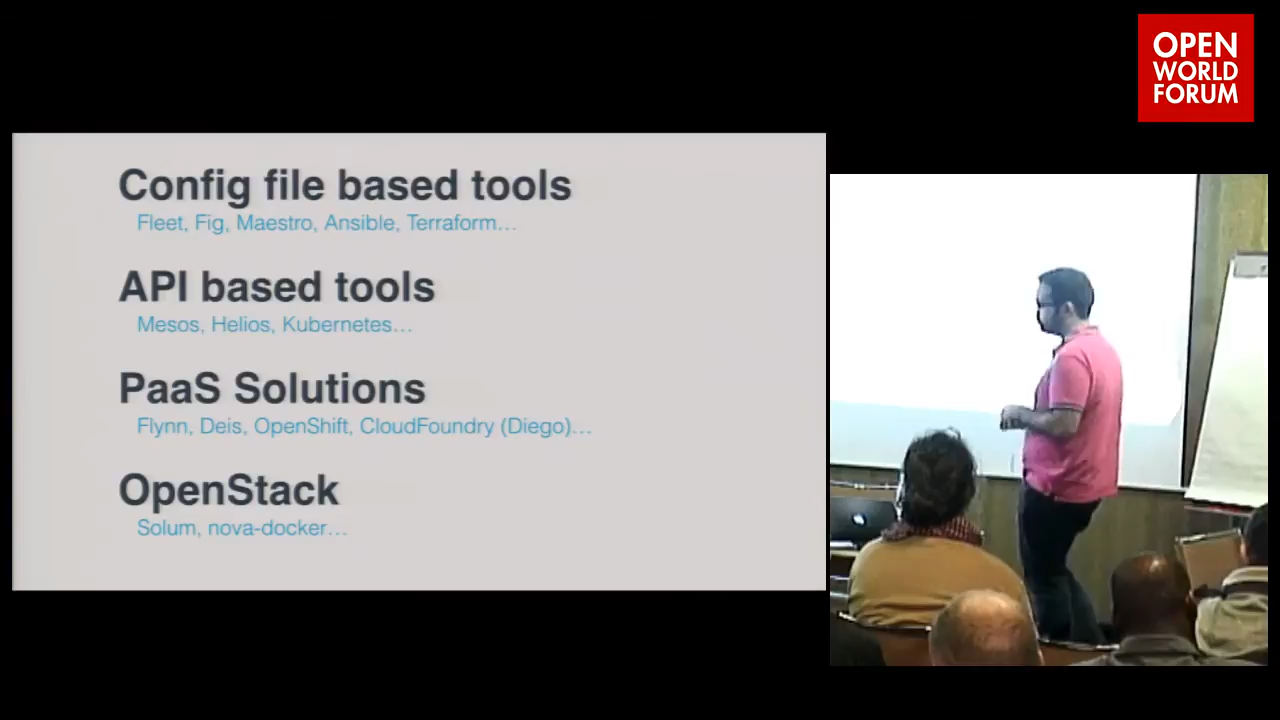 OPEN
WORLD
FORUM
Config file based tools
Fleet, Fig, Maestro, Ansible, Terraform…
API based tools
Mesos, Helios, Kubernetes…
PaaS Solutions
Flynn, Deis, OpenShift, CloudFoundry (Diego)…
OpenStack
Solum, nova-docker…